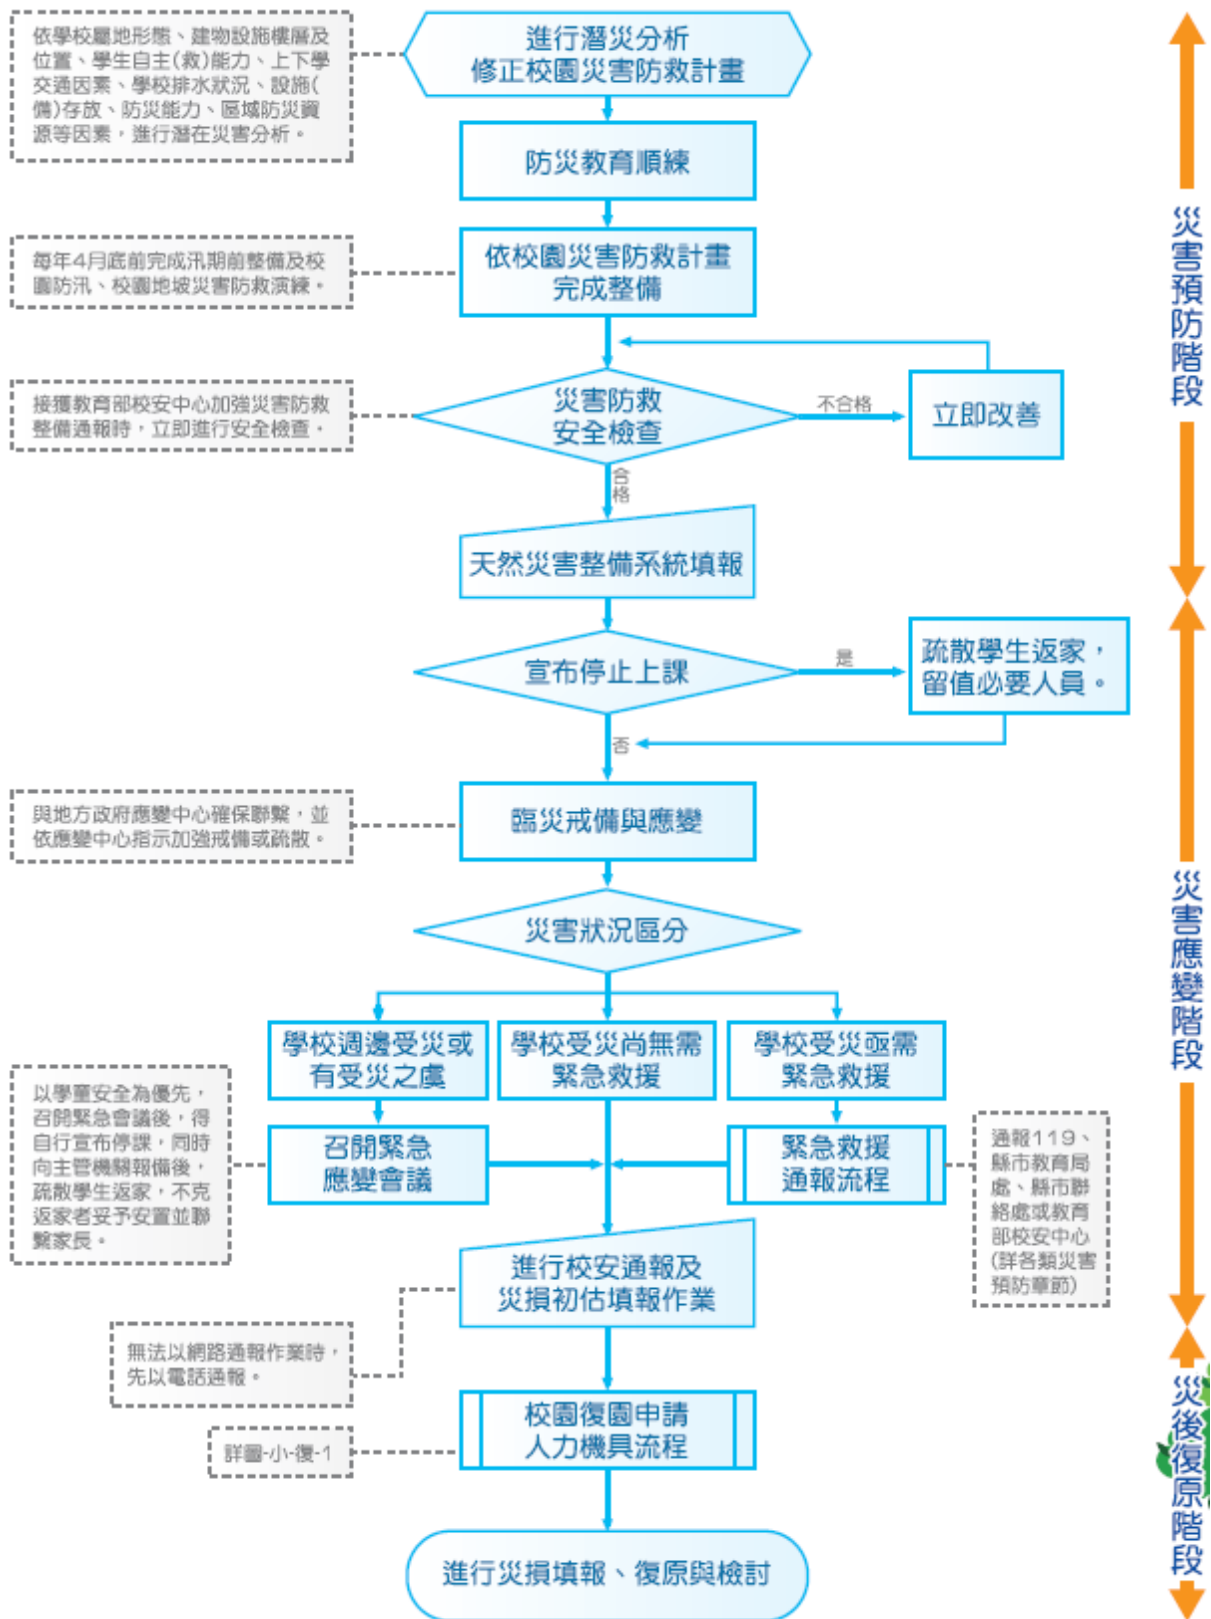 依學校屬地形態、建物設施樓層及
位置、學生自主(救)能力、上下學
交通因素、學校排水狀況、設施(
備)存放、防災能力、區域防災資
源等因素，進行潛在災害分析。
進行潛災分析
修正校園災害防救計畫
防災教育順練
每年4月底前完成汛期前整備及校
園防汛、校園地坡災害防救演練。
依校園災害防救計畫
完成整備
接獲教育部校安中心加強災害防救
整備通報時，立即進行安全檢查。
災害防救
安全檢查
不合格
立即改善
合格
天然災害整備系統填報
災害預防階段
宣布停止上課
是
疏散學生返家，
留值必要人員。
否
與地方政府應變中心確保聯繫，並
依應變中心指示加強戒備或疏散。
臨災戒備與應變
災害狀況區分
學校週邊受災或
有受災之虞
學校受災尚無需
緊急救援
學校受災亟需
緊急救援
以學童安全為優先，
召開緊急會議後，得
自行宣布停課，同時
向主管機關報備後，
疏散學生返家，不克
返家者妥予安置並聯
繫家長。
召開緊急
應變會議
緊急救援
通報流程
通報119、
縣市教育局
處、縣市聯
絡處或教育
部校安中心
(詳各類災害
預防章節)
災害應變階段
進行校安通報及
災損初估填報作業
無法以網路通報作業時，
先以電話通報。
校園復園申請
人力機具流程
詳圖-小-復-1
進行災損填報、復原與檢討
災後復原階段